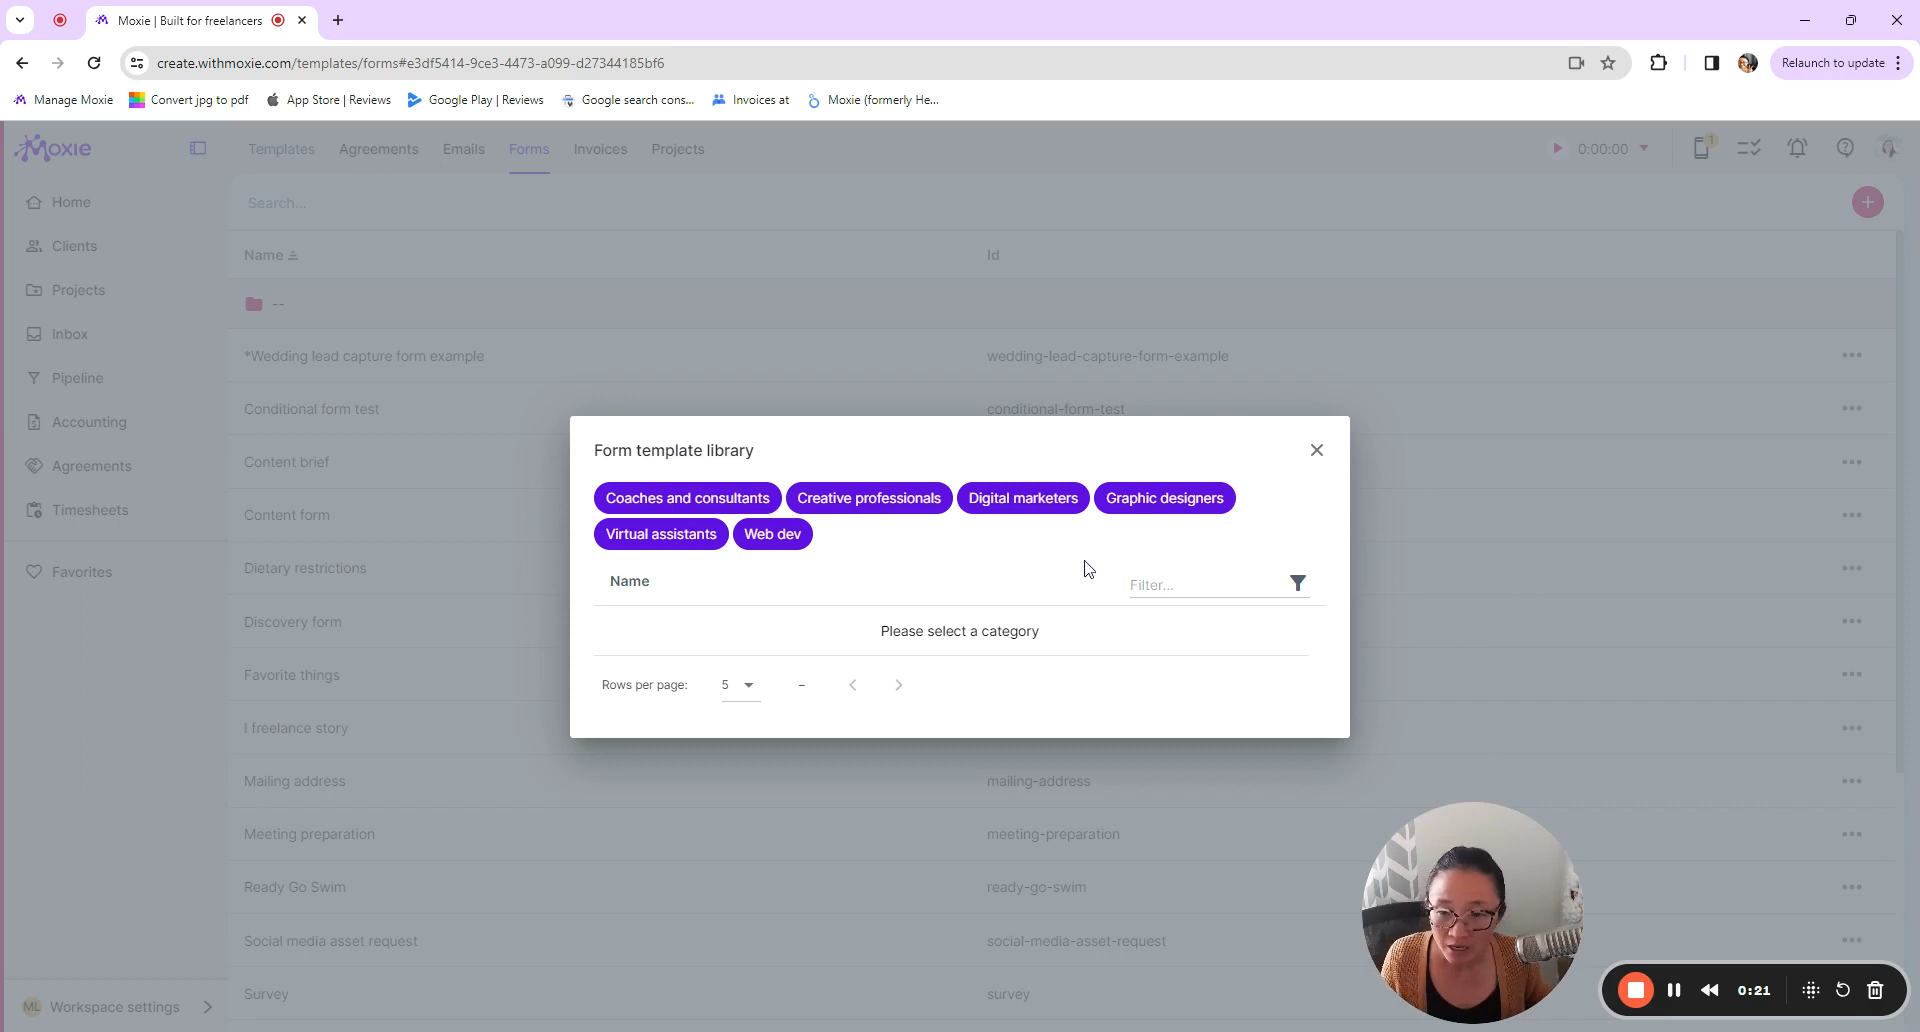 Moxie | Built for freelancers
create.withmoxie.com/templates/forms#e3df5414-9ce3-4473-a099-d27344185bf6
Relaunch to update
Manage Moxie Convert jpg to pdf App Store | Reviews Google Play | Reviews Google search cons... Invoices at Moxie (formerly He...
Moxie
Templates Agreements Emails Forms Invoices Projects
0:00:00
1
Home
Clients
Projects
Inbox
Pipeline
Accounting
Agreements
Timesheets
Favorites
ML Workspace settings
Search...
Name Id
--
*Wedding lead capture form example wedding-lead-capture-form-example
Conditional form test conditional-form-test
Content brief
Content form
Dietary restrictions
Discovery form
Favorite things
I freelance story
Mailing address mailing-address
Meeting preparation meeting-preparation
Ready Go Swim ready-go-swim
Social media asset request social-media-asset-request
Survey survey
Form template library
Coaches and consultants Creative professionals Digital marketers Graphic designers
Virtual assistants Web dev
Name Filter...
Please select a category
Rows per page: 5 –
0:21